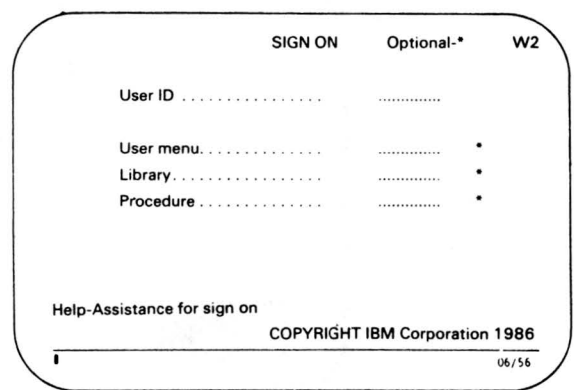 SIGN ON Optional-* W2
User ID ................ ..............
User menu............... .............. *
Library................. .............. *
Procedure .............. .............. *
Help-Assistance for sign on
COPYRIGHT IBM Corporation 1986
06/56